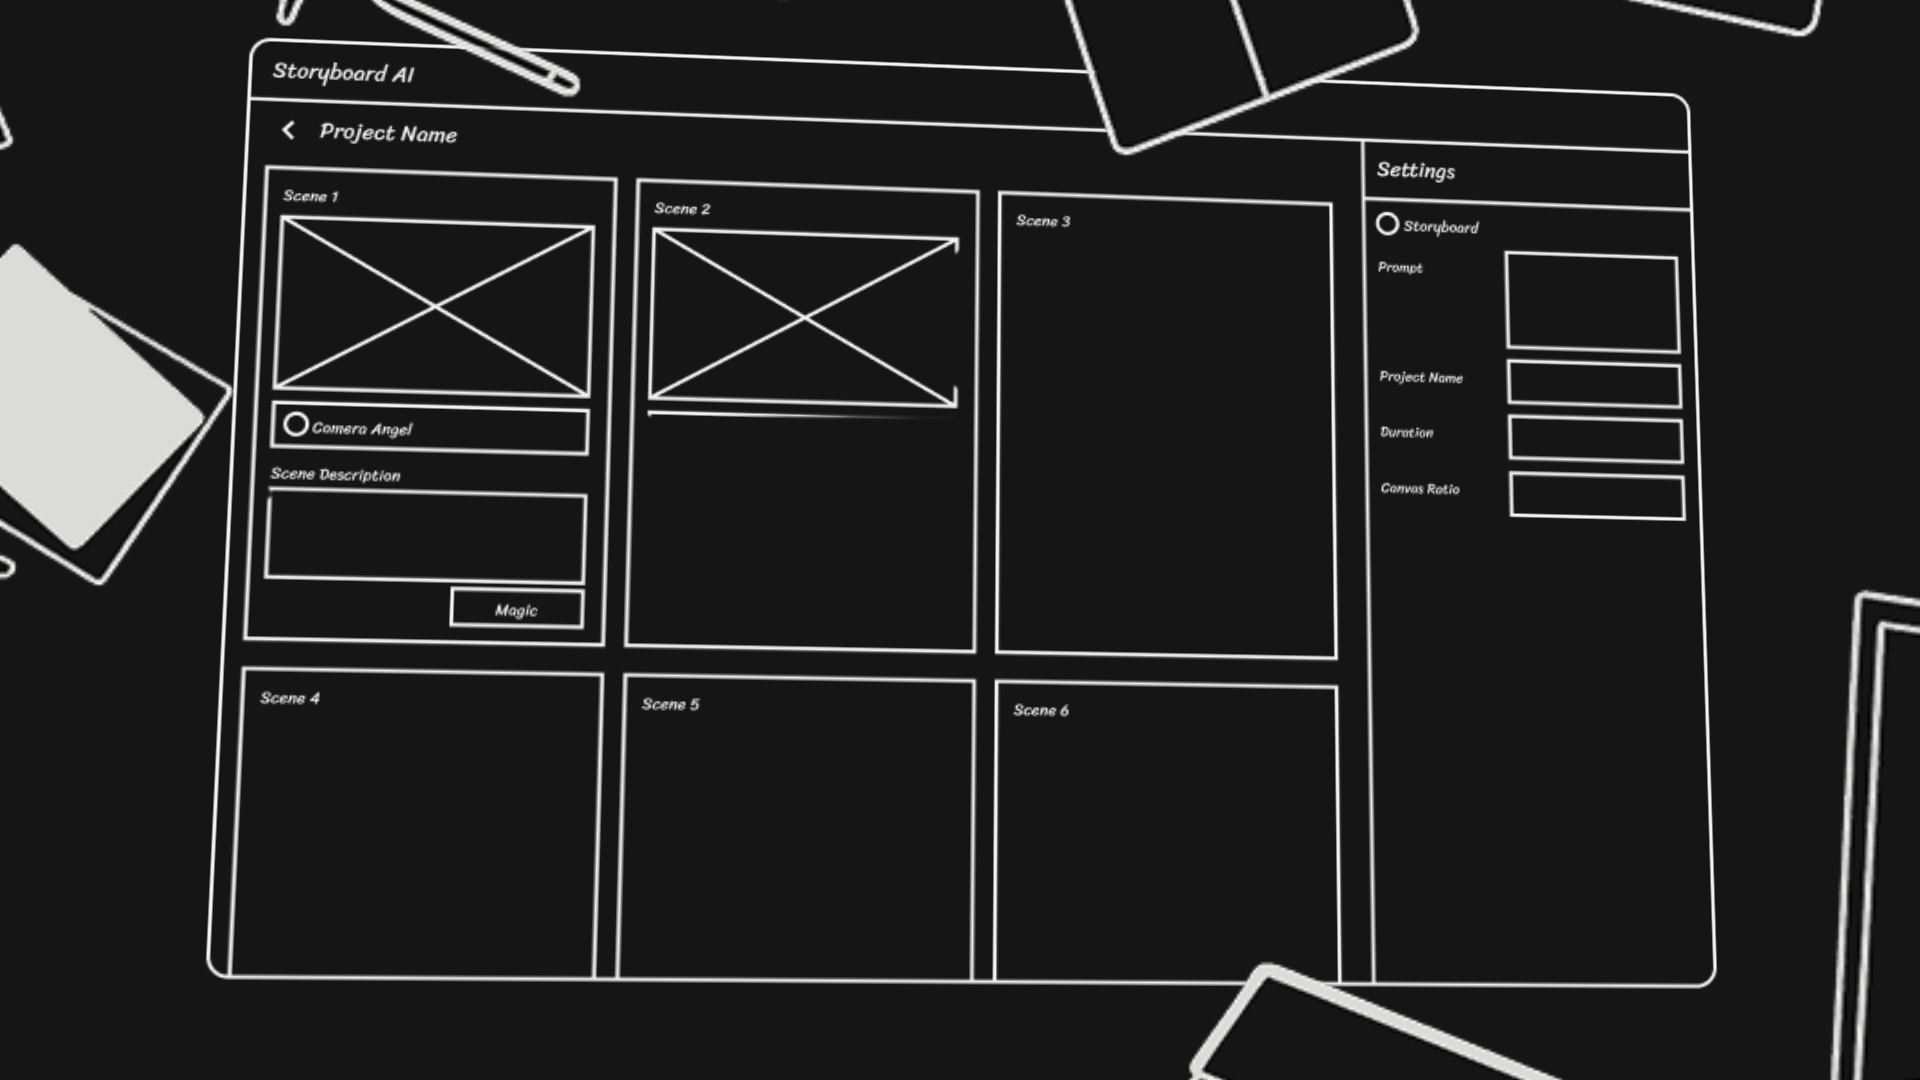 Storyboard AI
Project Name
Scene 1
Camera Angel
Scene Description
Magic
Scene 2
Scene 3
Scene 4
Scene 5
Scene 6
Settings
Storyboard
Prompt
Project Name
Duration
Canvas Ratio